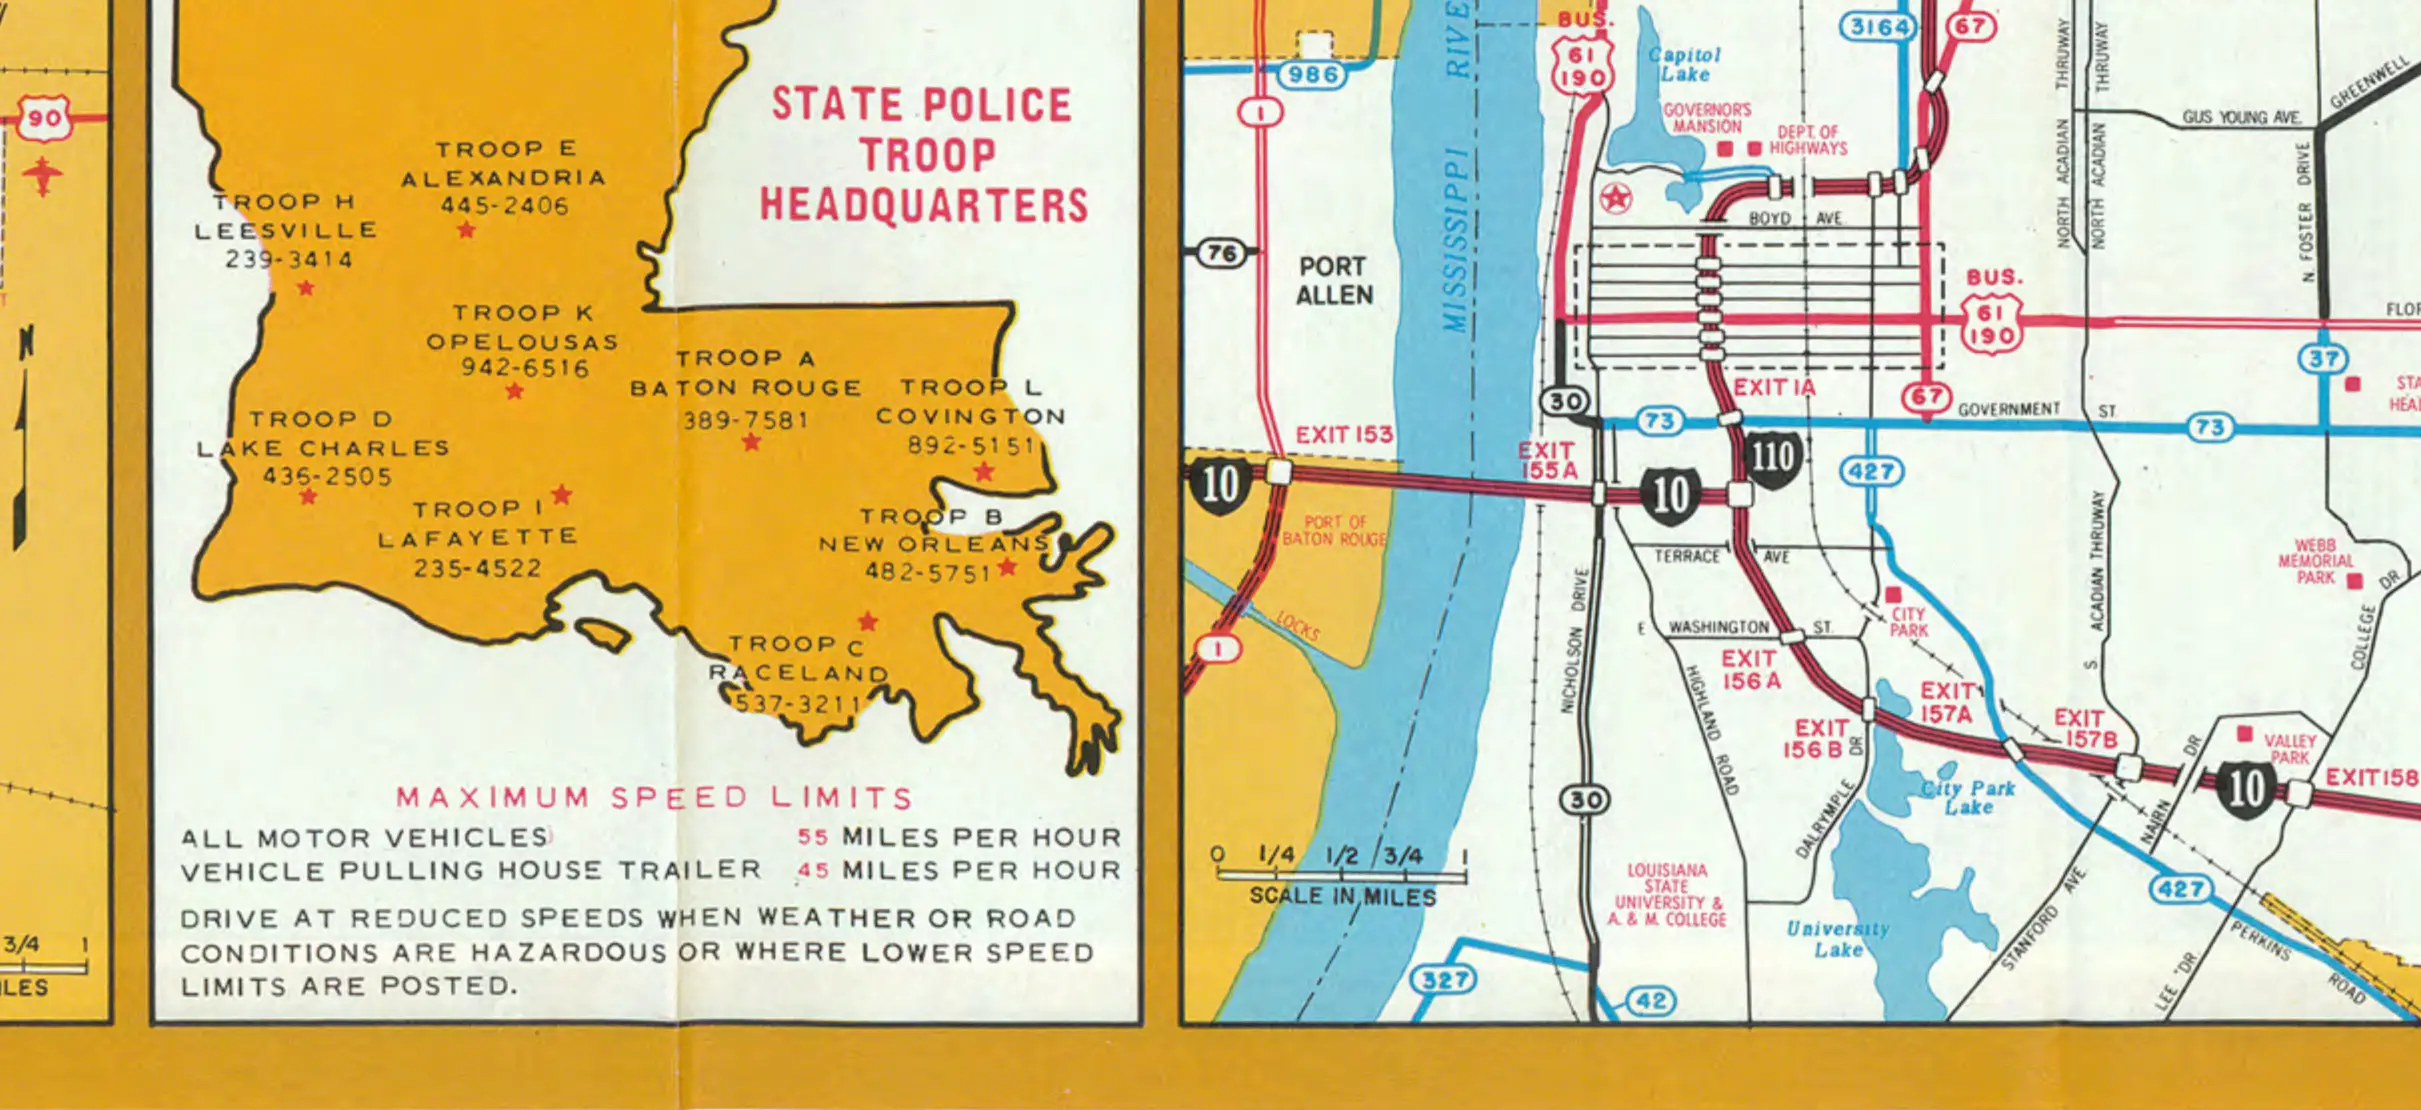 90
N
3/4 1
STATE POLICE
TROOP
HEADQUARTERS
TROOP E
ALEXANDRIA
445-2406
TROOP H
LEESVILLE
239-3414
TROOP K
OPELOUSAS
942-6516
TROOP A
BATON ROUGE
389-7581
TROOP L
COVINGTON
892-5151
TROOP D
LAKE CHARLES
436-2505
TROOP I
LAFAYETTE
235-4522
TROOP B
NEW ORLEANS
482-5751
TROOP C
RACELAND
537-3211
MAXIMUM SPEED LIMITS
ALL MOTOR VEHICLES 55 MILES PER HOUR
VEHICLE PULLING HOUSE TRAILER 45 MILES PER HOUR
DRIVE AT REDUCED SPEEDS WHEN WEATHER OR ROAD
CONDITIONS ARE HAZARDOUS OR WHERE LOWER SPEED
LIMITS ARE POSTED.
986
1
76
PORT
ALLEN
MISSISSIPPI RIVE
BUS.
61
190
Capitol
Lake
GOVERNOR'S
MANSION
DEPT. OF
HIGHWAYS
3164
67
NORTH ACADIAN THRUWAY
NORTH ACADIAN THRUWAY
GUS YOUNG AVE.
GREENWELL
N. FOSTER DRIVE
BOYD AVE.
BUS.
61
190
FLOR
37
STA
HEA
EXIT 1A
67
30
73
GOVERNMENT ST.
73
EXIT 153
EXIT
155A
10
10
110
427
PORT OF
BATON ROUGE
LOCKS
1
TERRACE AVE
E WASHINGTON ST.
CITY
PARK
S. ACADIAN THRUWAY
WEBB
MEMORIAL
PARK
COLLEGE DR
NICHOLSON DRIVE
HIGHLAND ROAD
EXIT
156A
EXIT
156B
EXIT
157A
EXIT
157B
VALLEY
PARK
10
EXIT 158
30
DALRYMPLE DR.
City Park
Lake
NAIRN DR
0 1/4 1/2 3/4 1
SCALE IN MILES
LOUISIANA
STATE
UNIVERSITY &
A. & M. COLLEGE
University
Lake
STANFORD AVE.
427
PERKINS ROAD
LEE DR
327
42